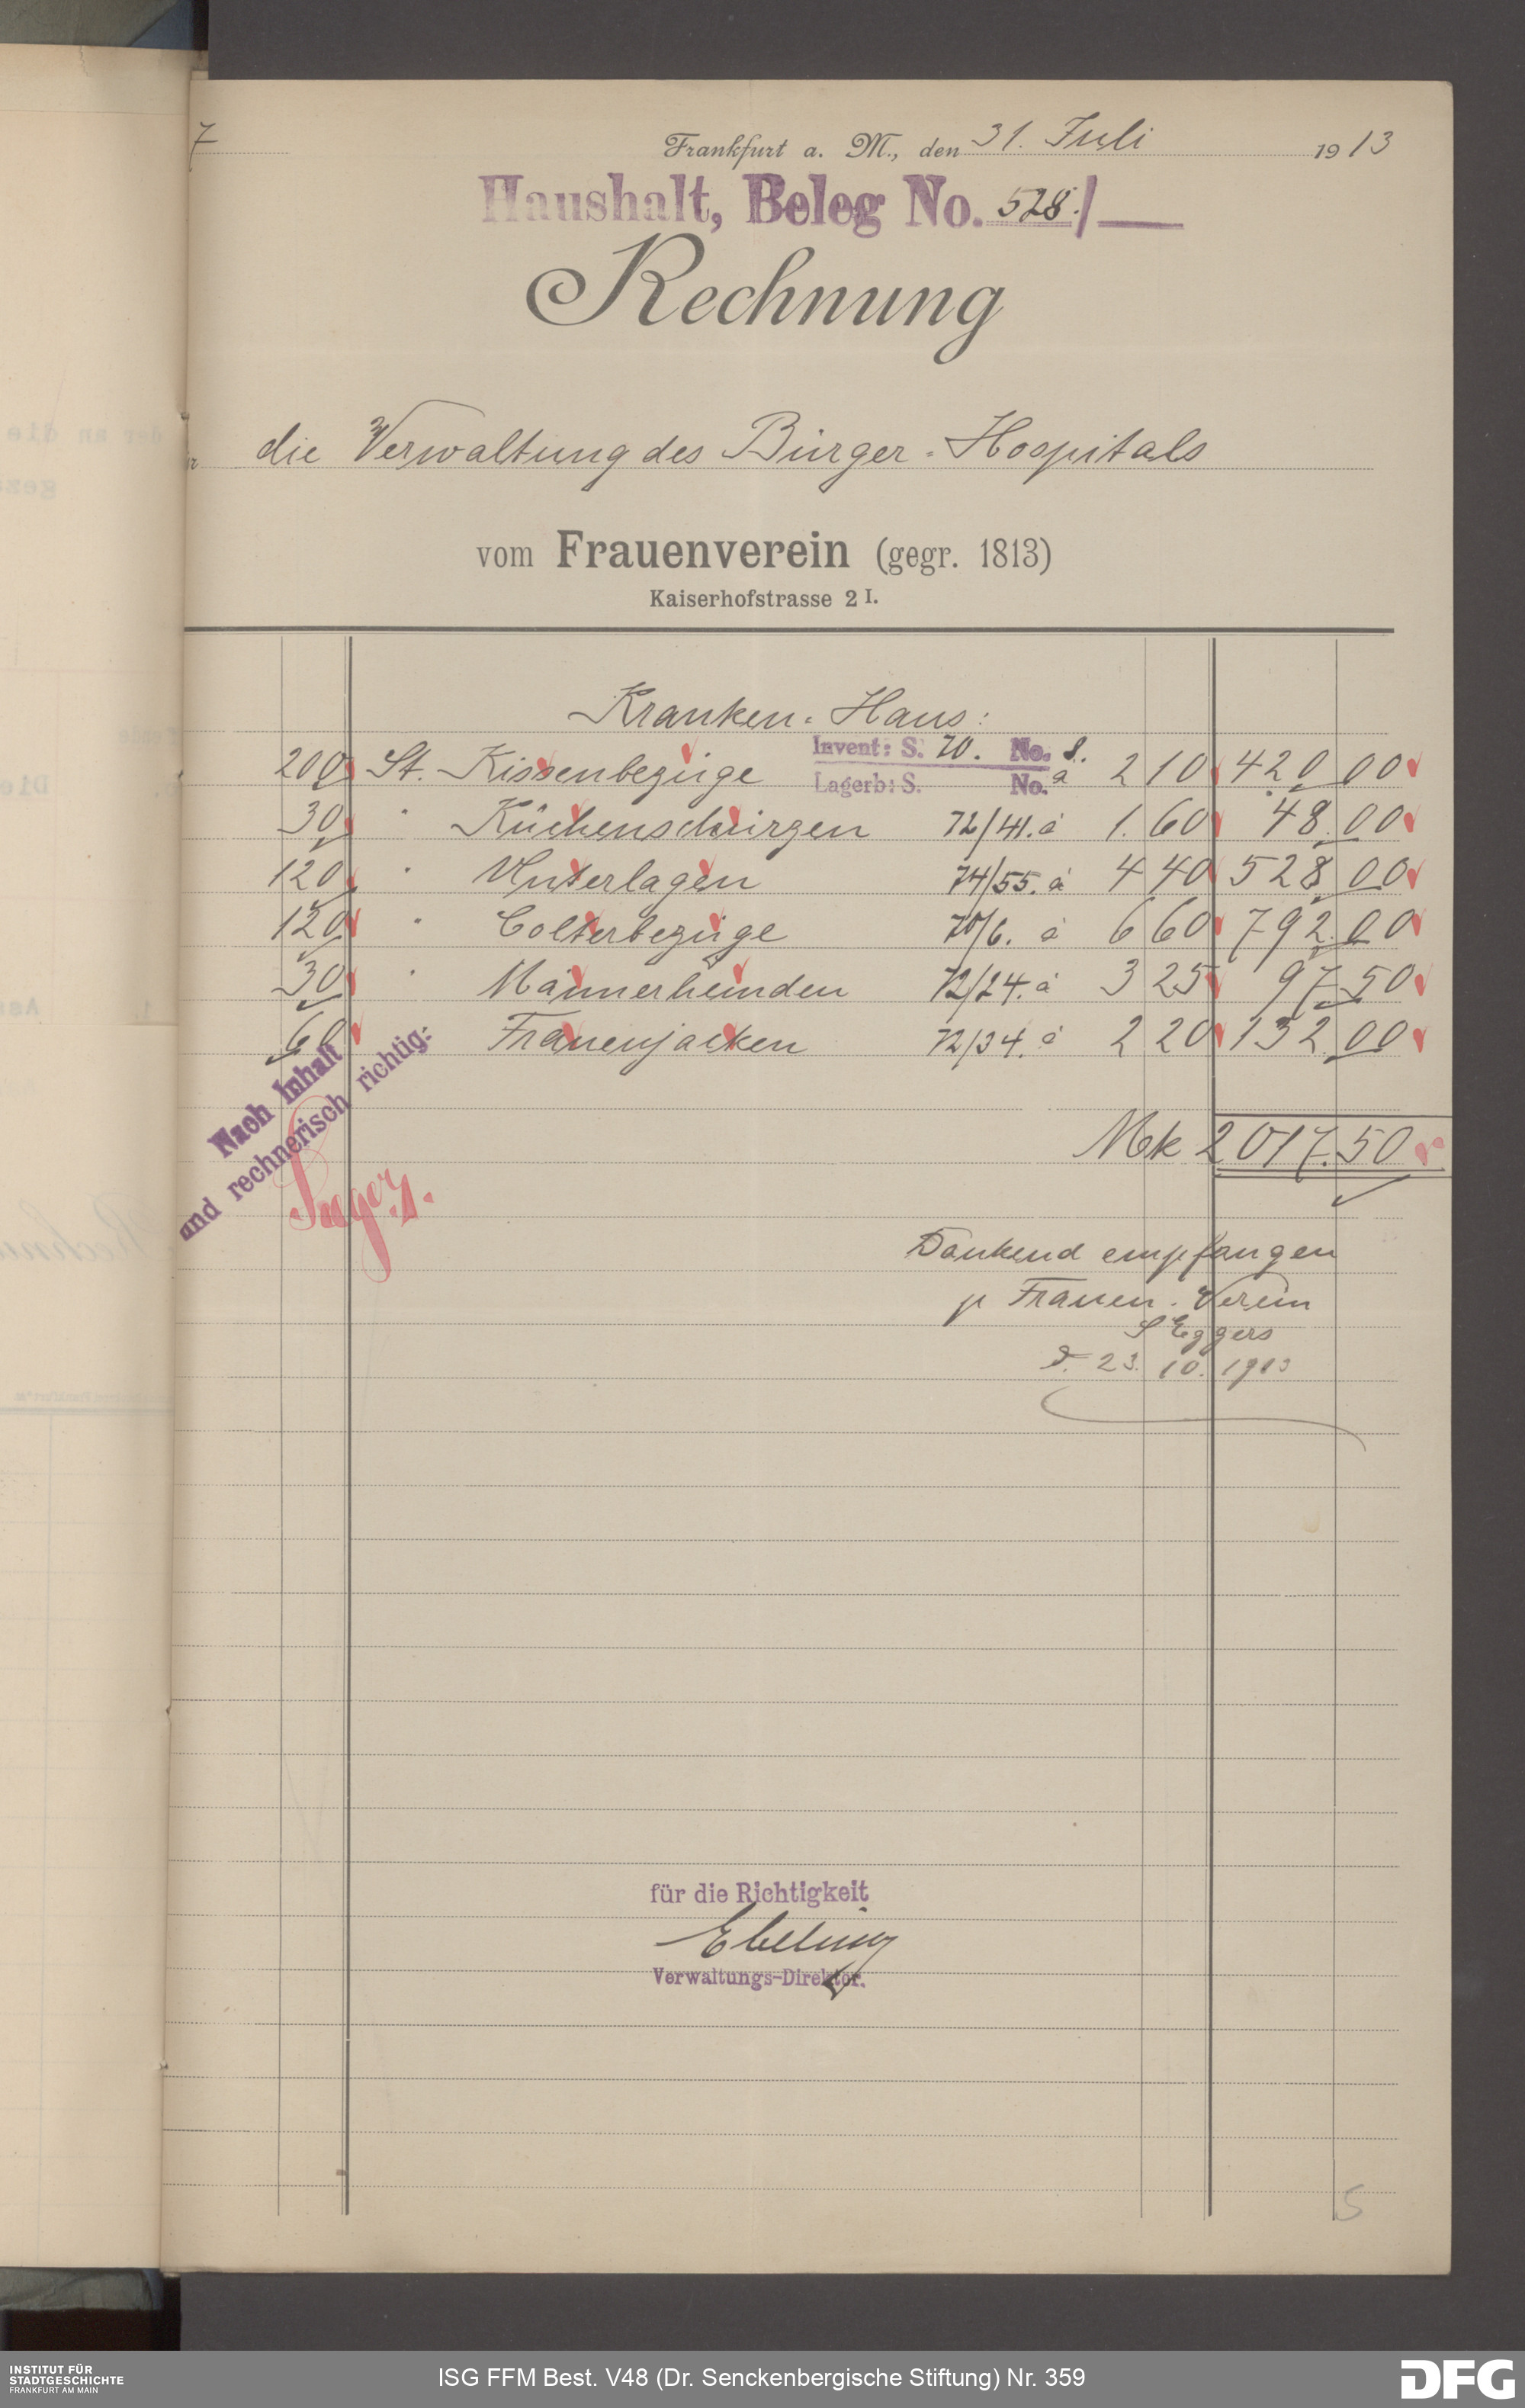 7
Frankfurt a. M., den 31. Juli 1913
Haushalt, Beleg No. 528./
Rechnung
die Verwaltung des Bürger-Hospitals
vom Frauenverein (gegr. 1813)
Kaiserhofstrasse 2 I.
Kranken-Haus:
Invent: S. 70. No. 8.
200 St. Kissenbezüge à 2 10 420 00
Lagerb: S. No.
30 " Küchenschürzen 72/41. à 1. 60 48. 00
120 " Unterlagen 74/55. à 4 40 528 00
120 " Colterbezüge 70/6. à 6 60 792. 00
30 " Männerhemden 72/24. à 3 25 97. 50
60 Frauenjacken 72/34. à 2 20 132. 00
Nach Inhalt
und rechnerisch richtig:
Mk 2017.50
Dankend empfangen
p Frauen-Verein
S Eggers
d. 23. 10. 1913
für die Richtigkeit
Ebeling
Verwaltungs-Direktor.
5
INSTITUT FÜR
STADTGESCHICHTE
FRANKFURT AM MAIN
ISG FFM Best. V48 (Dr. Senckenbergische Stiftung) Nr. 359
DFG